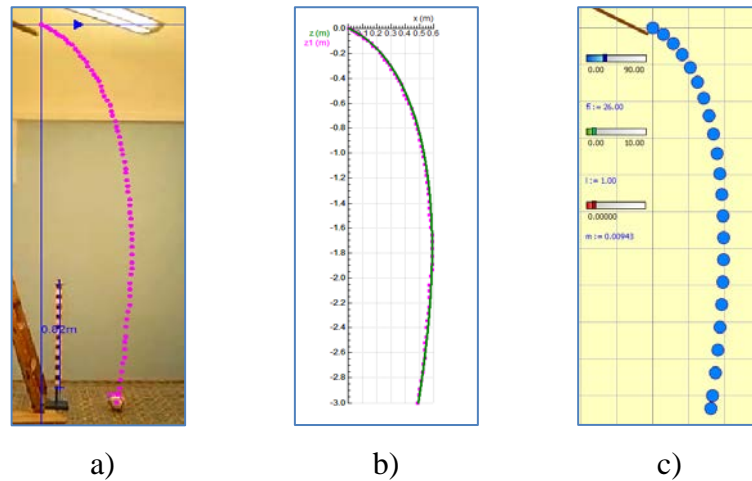 0.82m
x (m)
z (m) 0.0 0.1 0.2 0.3 0.4 0.5 0.6
z1 (m)
-0.2
-0.4
-0.6
-0.8
-1.0
-1.2
-1.4
-1.6
-1.8
-2.0
-2.2
-2.4
-2.6
-2.8
-3.0
0.00 90.00
fi := 26.00
0.00 10.00
l := 1.00
0.00000
m := 0.00943
a) b) c)